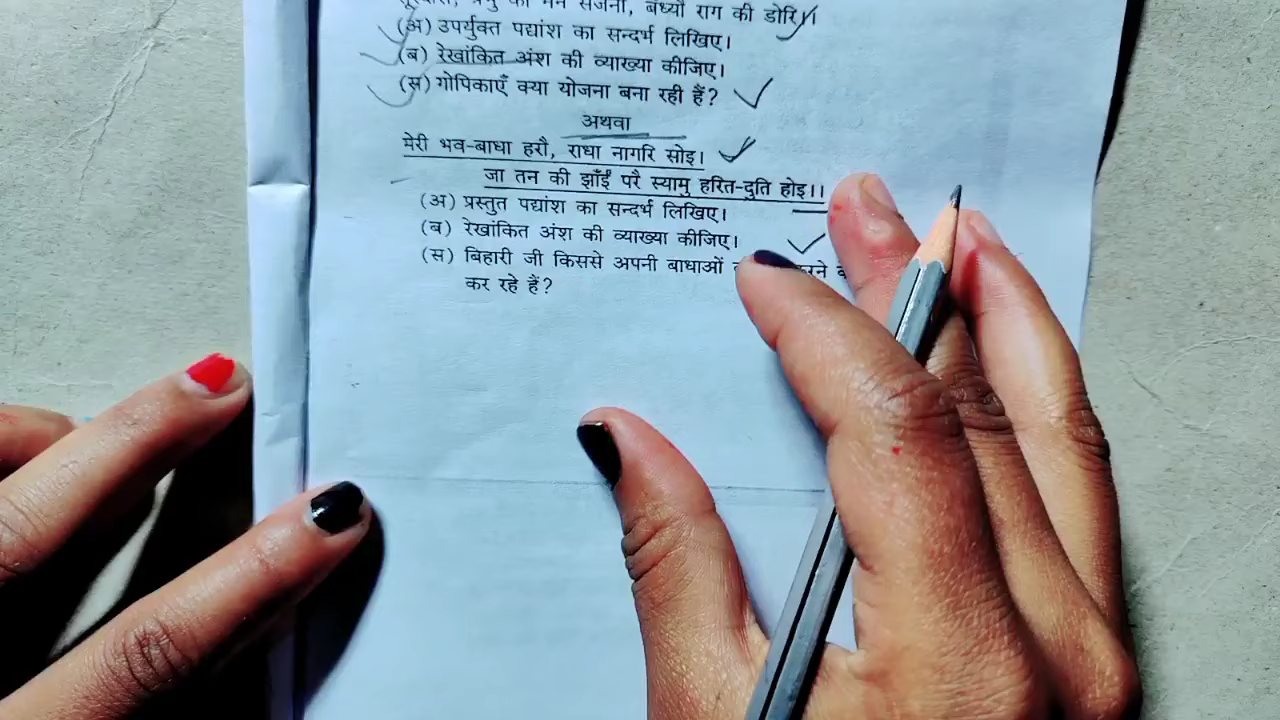 प्रभु को मन सजनी, बंध्यौ राग की डोरि।।
(अ) उपर्युक्त पद्यांश का सन्दर्भ लिखिए।
(ब) रेखांकित अंश की व्याख्या कीजिए।
(स) गोपिकाएँ क्या योजना बना रही हैं?
अथवा
मेरी भव-बाधा हरौ, राधा नागरि सोइ।
जा तन की झाँईं परै स्यामु हरित-दुति होइ।।
(अ) प्रस्तुत पद्यांश का सन्दर्भ लिखिए।
(ब) रेखांकित अंश की व्याख्या कीजिए।
(स) बिहारी जी किससे अपनी बाधाओं
कर रहे हैं?